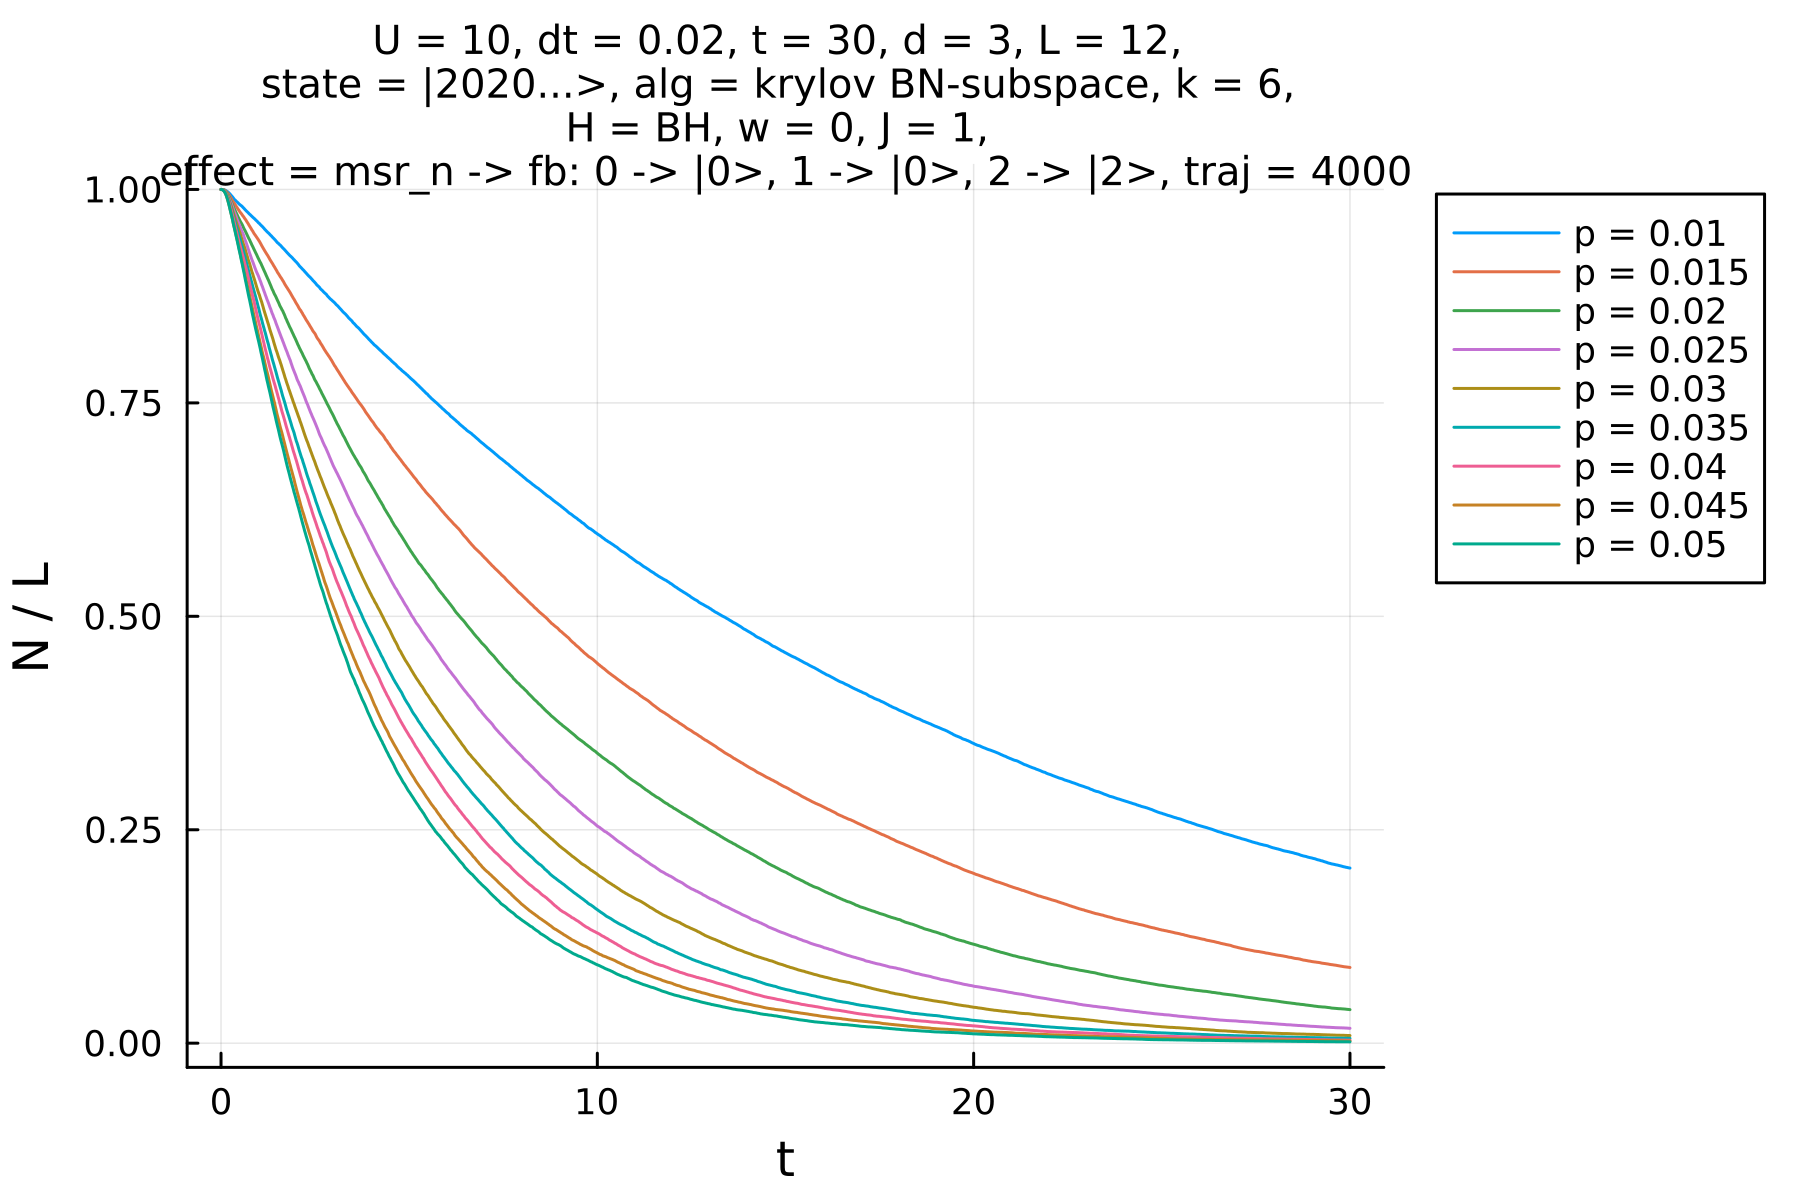 U = 10, dt = 0.02, t = 30, d = 3, L = 12,
state = |2020...>, alg = krylov BN-subspace, k = 6,
H = BH, w = 0, J = 1,
effect = msr_n -> fb: 0 -> |0>, 1 -> |0>, 2 -> |2>, traj = 4000
1.00
0.75
0.50
0.25
0.00
N / L
0 10 20 30
t
p = 0.01
p = 0.015
p = 0.02
p = 0.025
p = 0.03
p = 0.035
p = 0.04
p = 0.045
p = 0.05